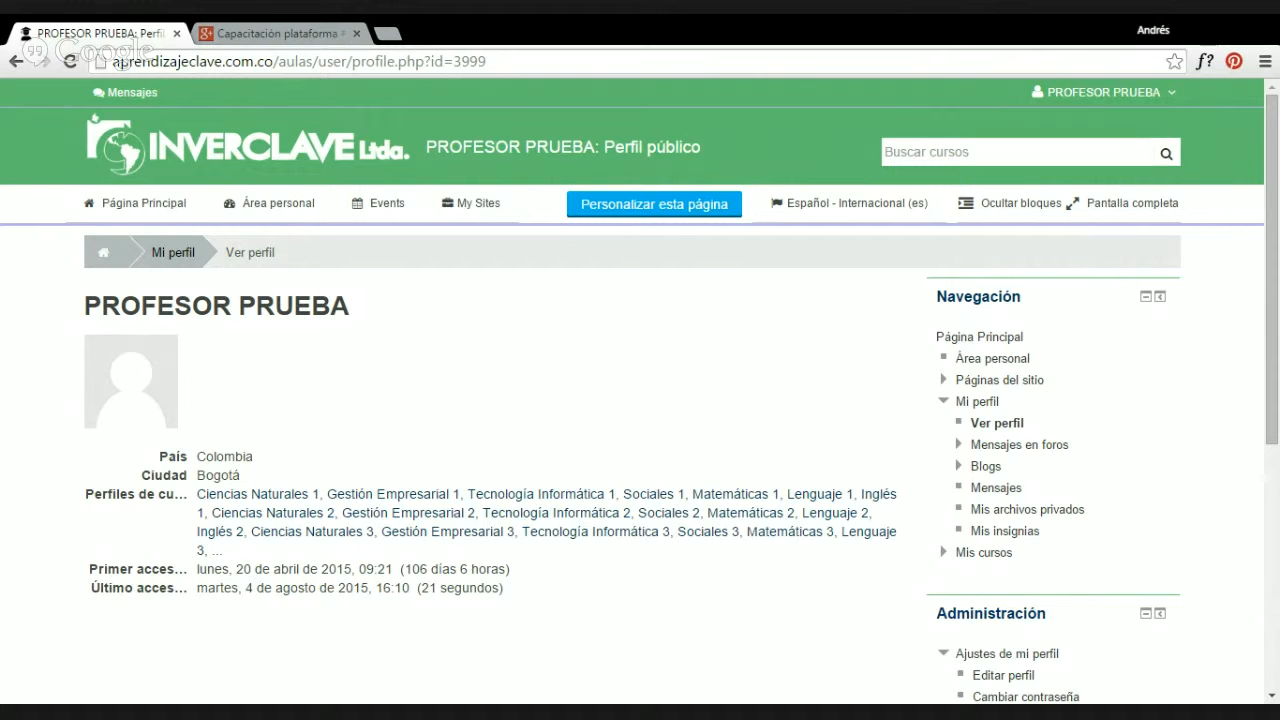 PROFESOR PRUEBA: Perfil
Capacitación plataforma
Andrés
Google
aprendizajeclave.com.co/aulas/user/profile.php?id=3999
f?
Mensajes
PROFESOR PRUEBA
INVERCLAVE Ltda.
PROFESOR PRUEBA: Perfil público
Buscar cursos
Página Principal
Área personal
Events
My Sites
Personalizar esta página
Español - Internacional (es)
Ocultar bloques
Pantalla completa
Mi perfil
Ver perfil
PROFESOR PRUEBA
País Colombia
Ciudad Bogotá
Perfiles de cu... Ciencias Naturales 1, Gestión Empresarial 1, Tecnología Informática 1, Sociales 1, Matemáticas 1, Lenguaje 1, Inglés
1, Ciencias Naturales 2, Gestión Empresarial 2, Tecnología Informática 2, Sociales 2, Matemáticas 2, Lenguaje 2,
Inglés 2, Ciencias Naturales 3, Gestión Empresarial 3, Tecnología Informática 3, Sociales 3, Matemáticas 3, Lenguaje
3, ...
Primer acces... lunes, 20 de abril de 2015, 09:21 (106 días 6 horas)
Último acces... martes, 4 de agosto de 2015, 16:10 (21 segundos)
Navegación
Página Principal
Área personal
Páginas del sitio
Mi perfil
Ver perfil
Mensajes en foros
Blogs
Mensajes
Mis archivos privados
Mis insignias
Mis cursos
Administración
Ajustes de mi perfil
Editar perfil
Cambiar contraseña